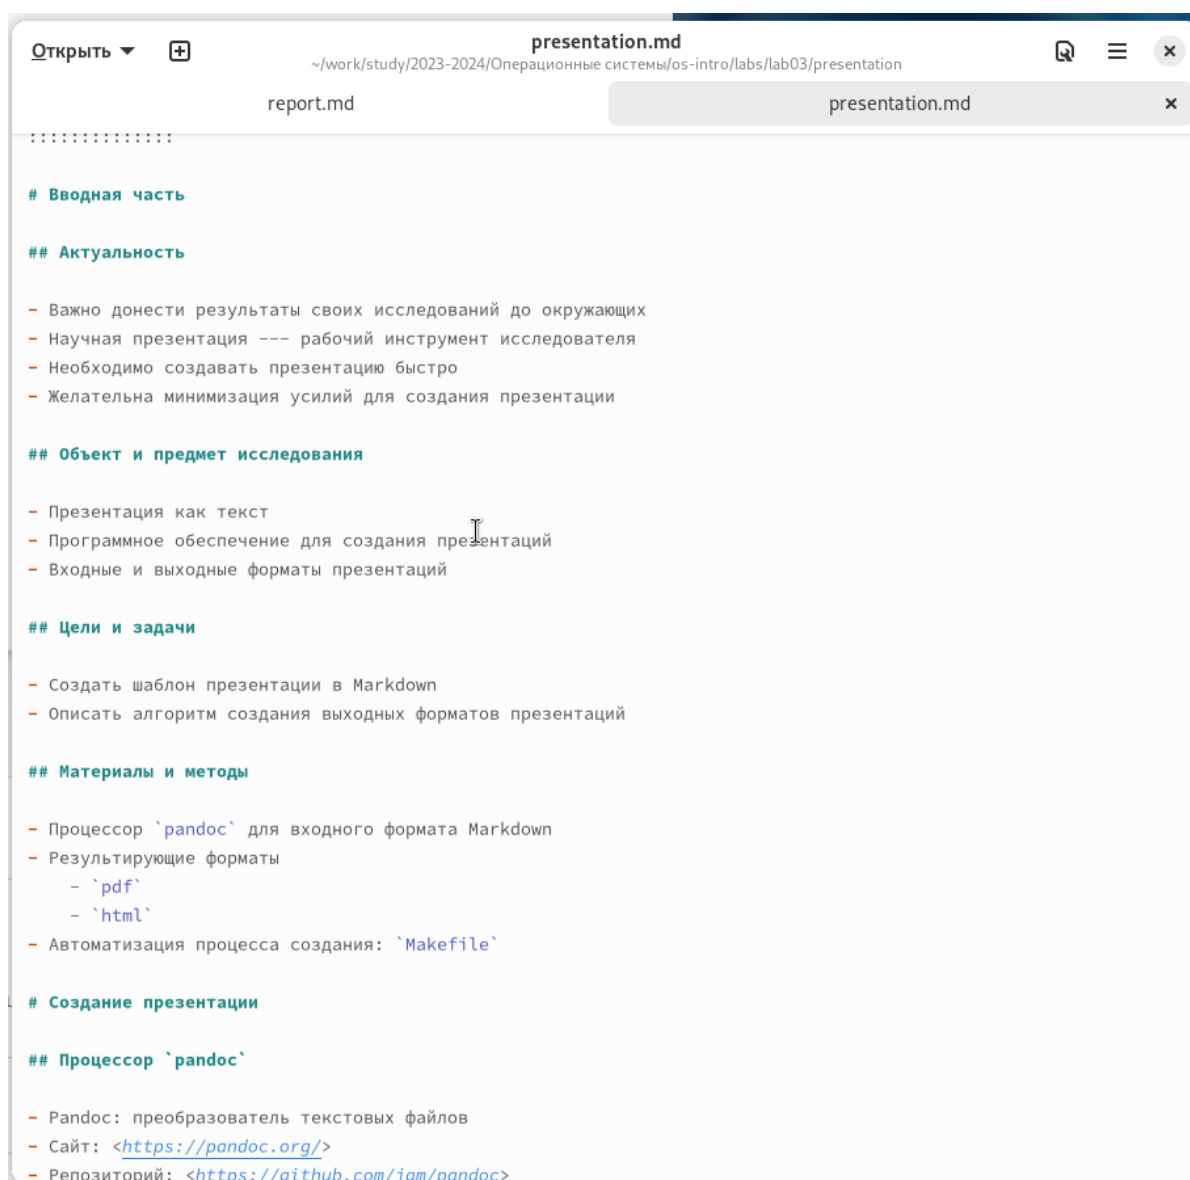 Открыть
presentation.md
~/work/study/2023-2024/Операционные системы/os-intro/labs/lab03/presentation
report.md
presentation.md
::::::::::::::
# Вводная часть
## Актуальность
- Важно донести результаты своих исследований до окружающих
- Научная презентация --- рабочий инструмент исследователя
- Необходимо создавать презентацию быстро
- Желательна минимизация усилий для создания презентации
## Объект и предмет исследования
- Презентация как текст
- Программное обеспечение для создания презентаций
- Входные и выходные форматы презентаций
## Цели и задачи
- Создать шаблон презентации в Markdown
- Описать алгоритм создания выходных форматов презентаций
## Материалы и методы
- Процессор `pandoc` для входного формата Markdown
- Результирующие форматы
    - `pdf`
    - `html`
- Автоматизация процесса создания: `Makefile`
# Создание презентации
## Процессор `pandoc`
- Pandoc: преобразователь текстовых файлов
- Сайт: <https://pandoc.org/>
- Репозиторий: <https://github.com/jgm/pandoc>